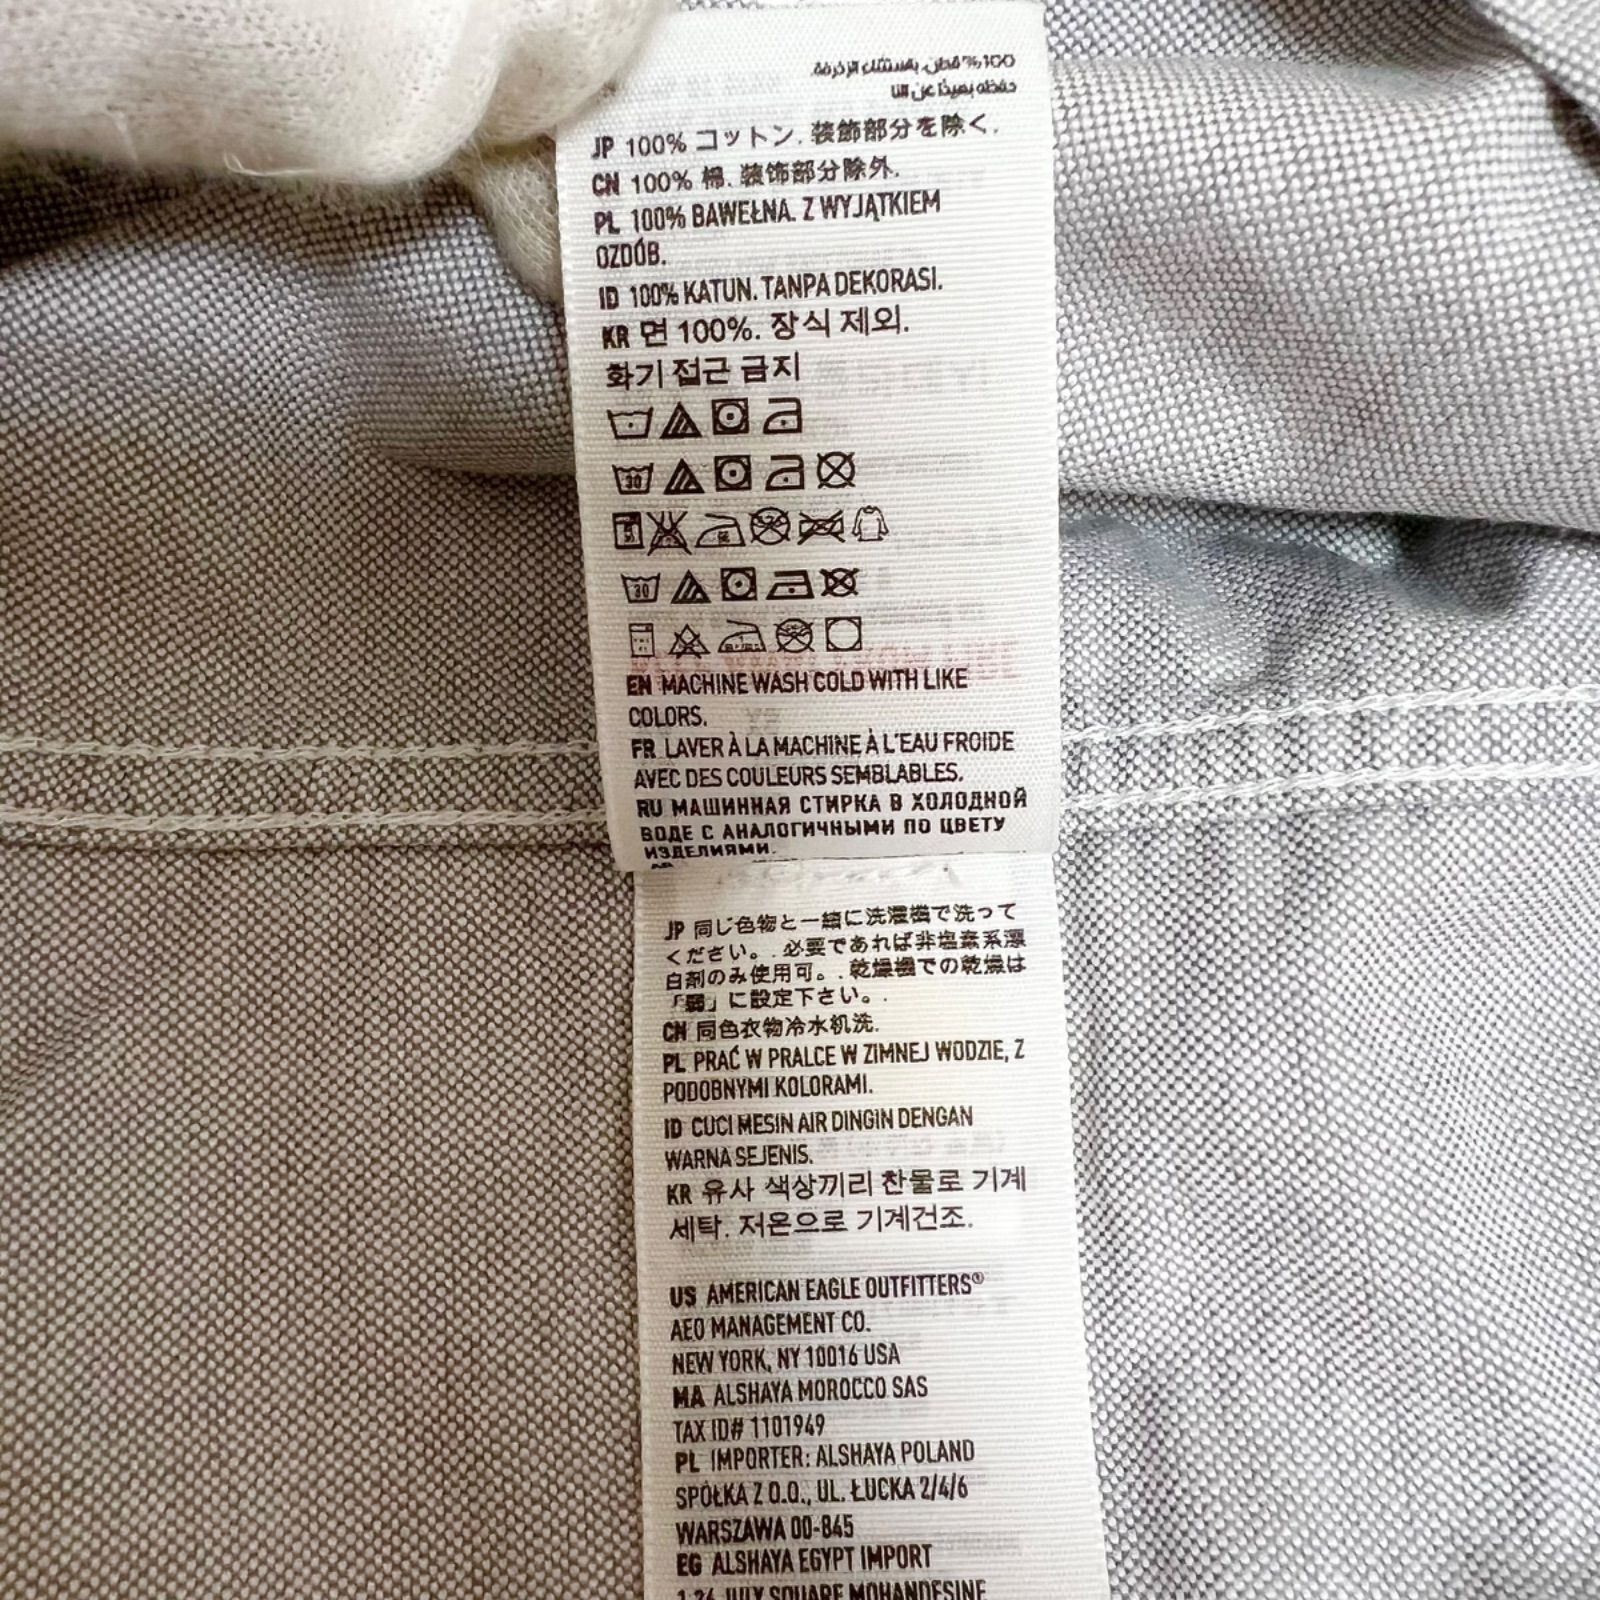 100% قطن. باستثناء الزخرفة.
JP 100% コットン. 装飾部分を除く.
CN 100% 棉. 装饰部分除外.
PL 100% BAWEŁNA. Z WYJĄTKIEM
OZDÓB.
ID 100% KATUN. TANPA DEKORASI.
KR 면 100%. 장식 제외.
화기 접근 금지
30
30
EN MACHINE WASH COLD WITH LIKE
COLORS.
FR LAVER À LA MACHINE À L'EAU FROIDE
AVEC DES COULEURS SEMBLABLES.
RU МАШИННАЯ СТИРКА В ХОЛОДНОЙ
ВОДЕ С АНАЛОГИЧНЫМИ ПО ЦВЕТУ
ИЗДЕЛИЯМИ.
JP 同じ色物と一緒に洗濯機で洗って
ください。. 必要であれば非塩素系漂
白剤のみ使用可。. 乾燥機での乾燥は
「弱」に設定下さい。.
CN 同色衣物冷水机洗.
PL PRAĆ W PRALCE W ZIMNEJ WODZIE, Z
PODOBNYMI KOLORAMI.
ID CUCI MESIN AIR DINGIN DENGAN
WARNA SEJENIS.
KR 유사 색상끼리 찬물로 기계
세탁. 저온으로 기계건조.
US AMERICAN EAGLE OUTFITTERS®
AEO MANAGEMENT CO.
NEW YORK, NY 10016 USA
MA ALSHAYA MOROCCO SAS
TAX ID# 1101949
PL IMPORTER: ALSHAYA POLAND
SPÓŁKA Z O.O., UL. ŁUCKA 2/4/6
WARSZAWA 00-845
EG ALSHAYA EGYPT IMPORT
JULY SQUARE MOHANDESINE